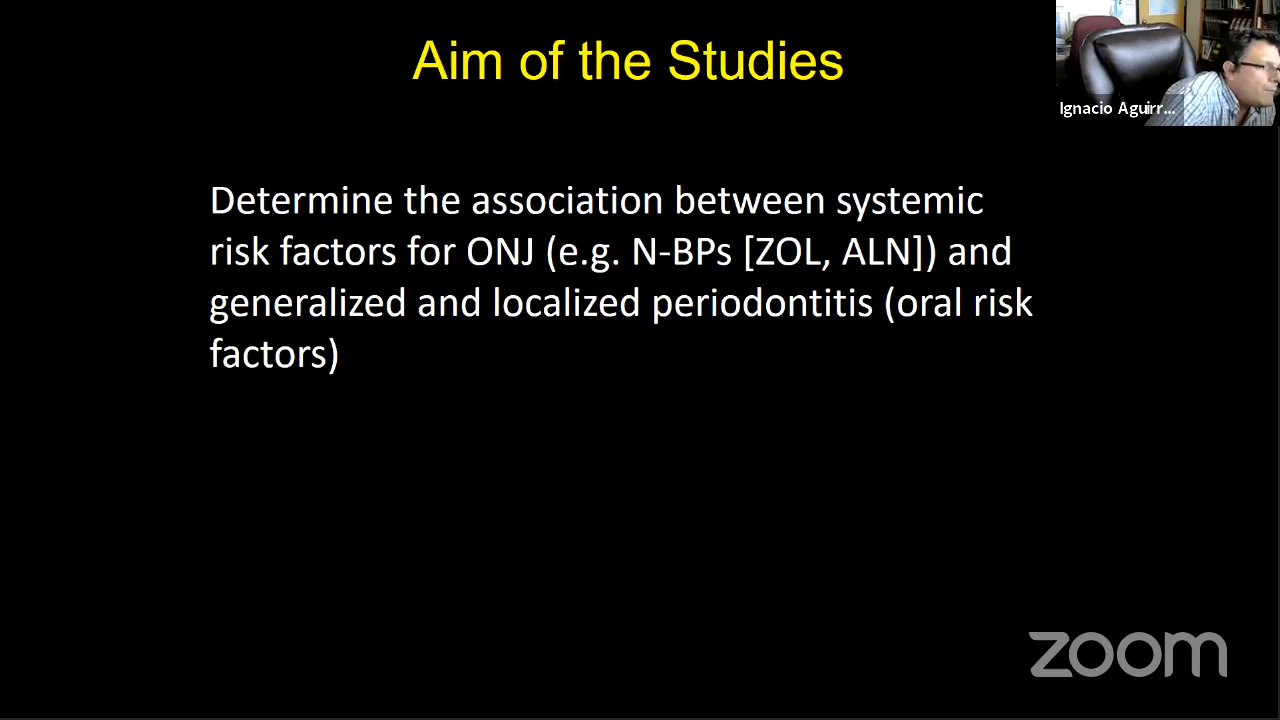 Aim of the Studies
Ignacio Aguirr...
Determine the association between systemic
risk factors for ONJ (e.g. N-BPs [ZOL, ALN]) and
generalized and localized periodontitis (oral risk
factors)
zoom